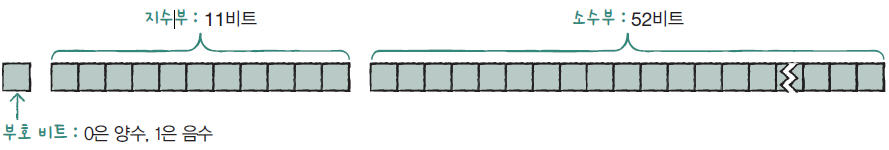 지수부 : 11비트
소수부 : 52비트
부호 비트 : 0은 양수, 1은 음수